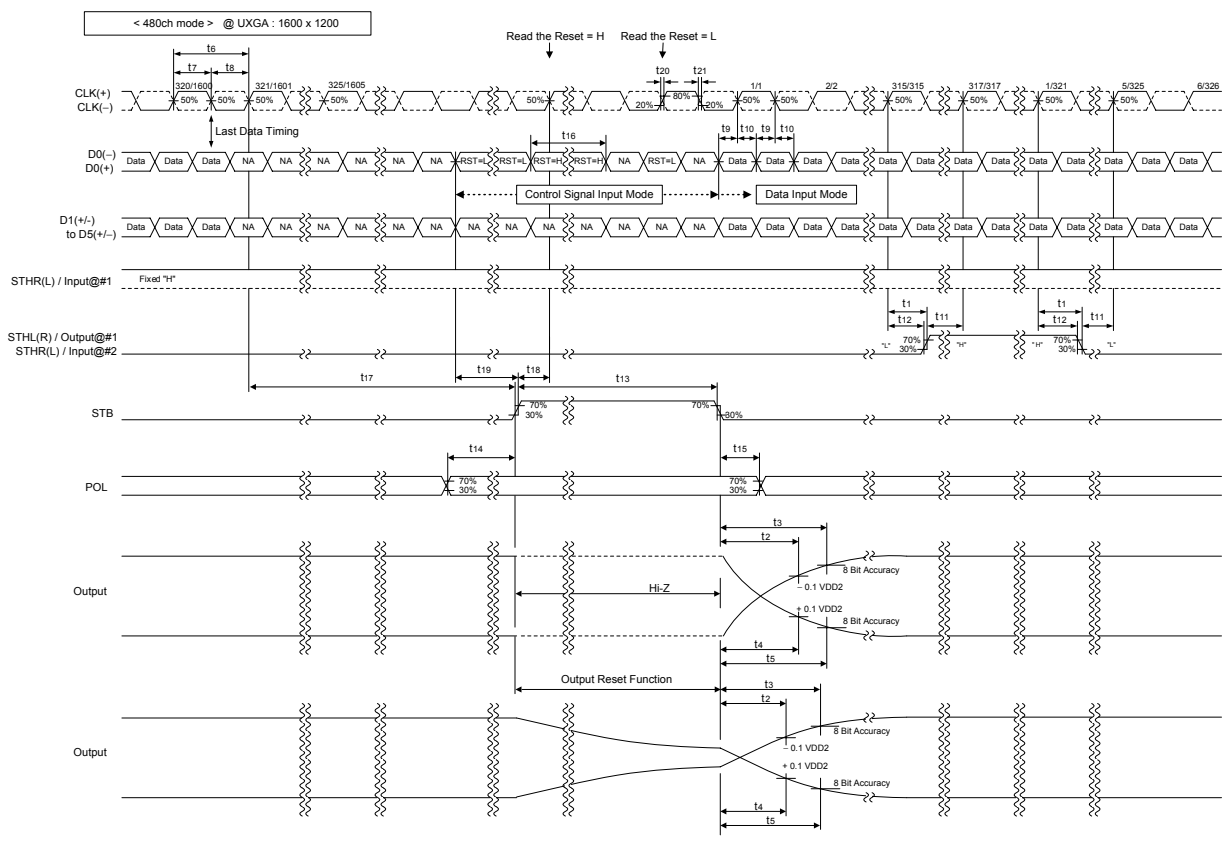 < 480ch mode > @ UXGA : 1600 x 1200
Read the Reset = H Read the Reset = L
t6
t7 t8
t20 t21
320/1600 321/1601 325/1605 1/1 2/2 315/315 317/317 1/321 5/325 6/326
CLK(+)
CLK(−)
50% 50% 50% 50% 50% 20% 80% 20% 50% 50% 50% 50% 50% 50%
Last Data Timing
t16 t9 t10 t9 t10
D0(−)
D0(+)
Data Data Data NA NA NA NA NA NA RST=L RST=L RST=H RST=H NA RST=L NA Data Data Data Data Data Data Data Data Data Data Data Data Data
Control Signal Input Mode Data Input Mode
D1(+/-)
to D5(+/−)
Data Data Data NA NA NA NA NA NA NA NA NA NA NA NA NA Data Data Data Data Data Data Data Data Data Data Data Data Data
STHR(L) / Input@#1 Fixed "H"
t1 t1
t12 t11 t12 t11
STHL(R) / Output@#1
STHR(L) / Input@#2
"L" 70% 30% "H" "H" 70% 30% "L"
t17 t19 t18 t13
STB
70% 30% 70% 30%
t14 t15
POL
70% 30% 70% 30%
t3
t2
8 Bit Accuracy
− 0.1 VDD2
Output Hi-Z
+ 0.1 VDD2
8 Bit Accuracy
t4
t5
Output Reset Function t3
t2
8 Bit Accuracy
− 0.1 VDD2
Output
+ 0.1 VDD2
8 Bit Accuracy
t4
t5